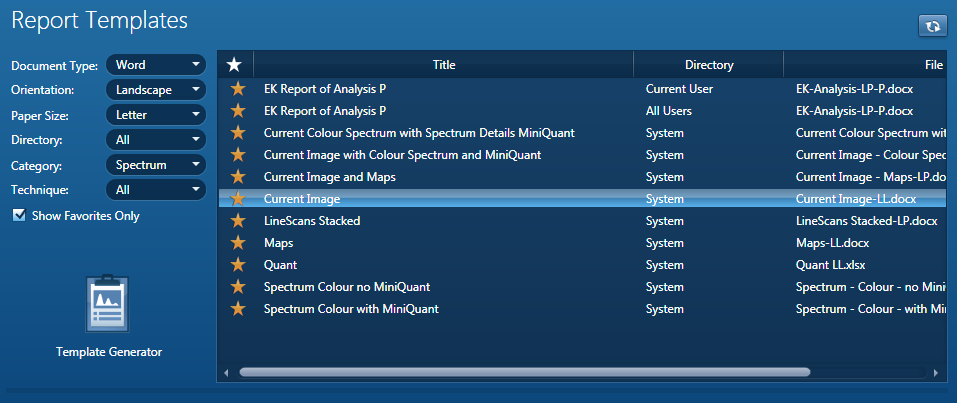 Report Templates
Document Type: Word
Orientation: Landscape
Paper Size: Letter
Directory: All
Category: Spectrum
Technique: All
Show Favorites Only
Template Generator
Title Directory File
EK Report of Analysis P Current User EK-Analysis-LP-P.docx
EK Report of Analysis P All Users EK-Analysis-LP-P.docx
Current Colour Spectrum with Spectrum Details MiniQuant System Current Colour Spectrum wit
Current Image with Colour Spectrum and MiniQuant System Current Image - Colour Spec
Current Image and Maps System Current Image - Maps-LP.do
Current Image System Current Image-LL.docx
LineScans Stacked System LineScans Stacked-LP.docx
Maps System Maps-LL.docx
Quant System Quant LL.xlsx
Spectrum Colour no MiniQuant System Spectrum - Colour - no Mini
Spectrum Colour with MiniQuant System Spectrum - Colour - with Mi